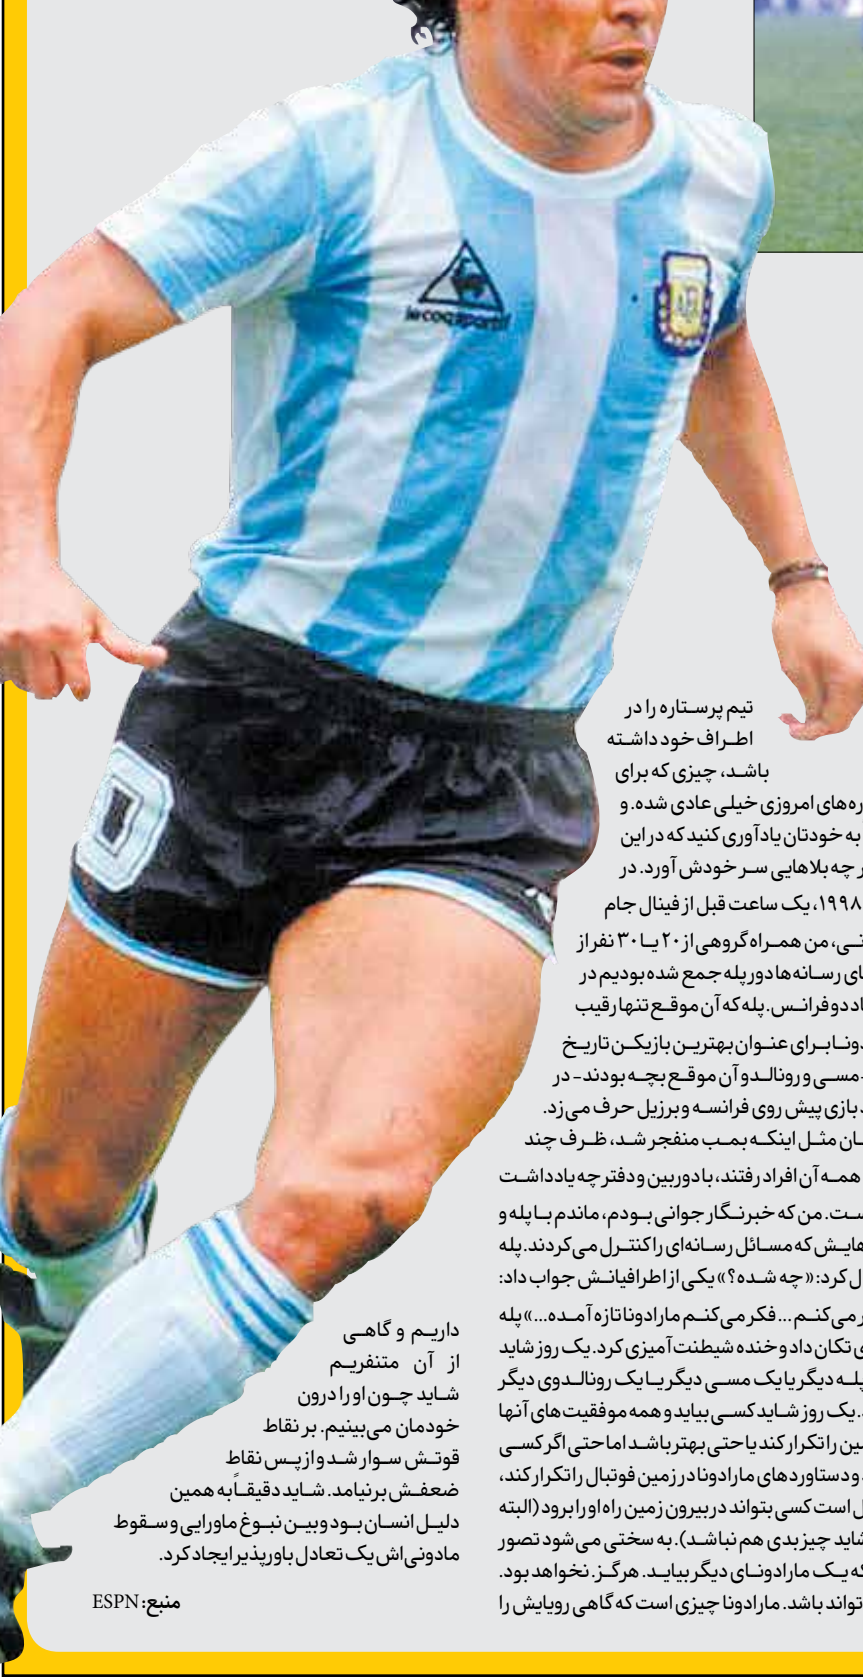 le coq sportif
تیم پرستاره را در
اطراف خود داشته
باشد، چیزی که برای
ره‌های امروزی خیلی عادی شده. و
به خودتان یادآوری کنید که در این
ر چه بلاهایی سر خودش آورد. در
۱۹۹۸، یک ساعت قبل از فینال جام
نی، من همراه گروهی از ۲۰ یا ۳۰ نفر از
ای رسانه‌ها دور پله جمع شده بودیم در
اد دو فرانس. پله که آن موقع تنها رقیب
دونا برای عنوان بهترین بازیکن تاریخ
-مسی و رونالدو آن موقع بچه بودند- در
د بازی پیش روی فرانسه و برزیل حرف می‌زد.
ان مثل اینکه بمب منفجر شد، ظرف چند
همه آن افراد رفتند، با دوربین و دفترچه یادداشت
ست. من که خبرنگار جوانی بودم، ماندم با پله و
هایش که مسائل رسانه‌ای را کنترل می‌کردند. پله
ل کرد: «چه شده؟» یکی از اطرافیانش جواب داد:
ر می‌کنم... فکر می‌کنم مارادونا تازه آمده...» پله
ی تکان داد و خنده شیطنت آمیزی کرد. یک روز شاید
پله دیگر یا یک مسی دیگر یا یک رونالدوی دیگر
. یک روز شاید کسی بیاید و همه موفقیت‌های آنها
ین را تکرار کند یا حتی بهتر باشد اما حتی اگر کسی
د و دستاوردهای مارادونا در زمین فوتبال را تکرار کند،
ل است کسی بتواند در بیرون زمین راه او را برود (البته
شاید چیز بدی هم نباشد). به سختی می‌شود تصور
که یک مارادونای دیگر بیاید. هرگز. نخواهد بود.
تواند باشد. مارادونا چیزی است که گاهی رویایش را
داریم و گاهی
از آن متنفریم
شاید چون او را درون
خودمان می‌بینیم. بر نقاط
قوتش سوار شد و از پس نقاط
ضعفش برنیامد. شاید دقیقاً به همین
دلیل انسان بود و بین نبوغ ماورایی و سقوط
مادونی‌اش یک تعادل باورپذیر ایجاد کرد.
منبع: ESPN